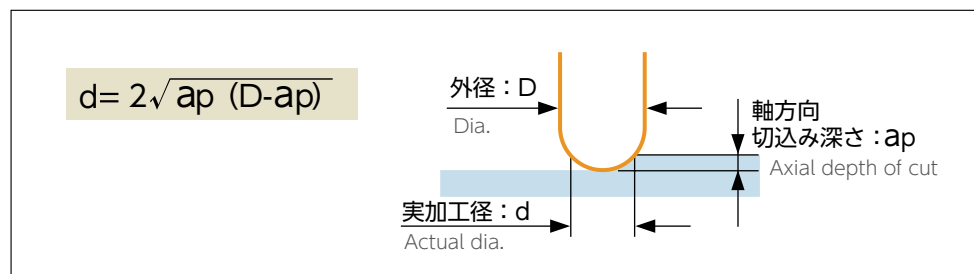 d= 2√ap (D-ap)
外径：D
Dia.
軸方向
切込み深さ：ap
Axial depth of cut
実加工径：d
Actual dia.